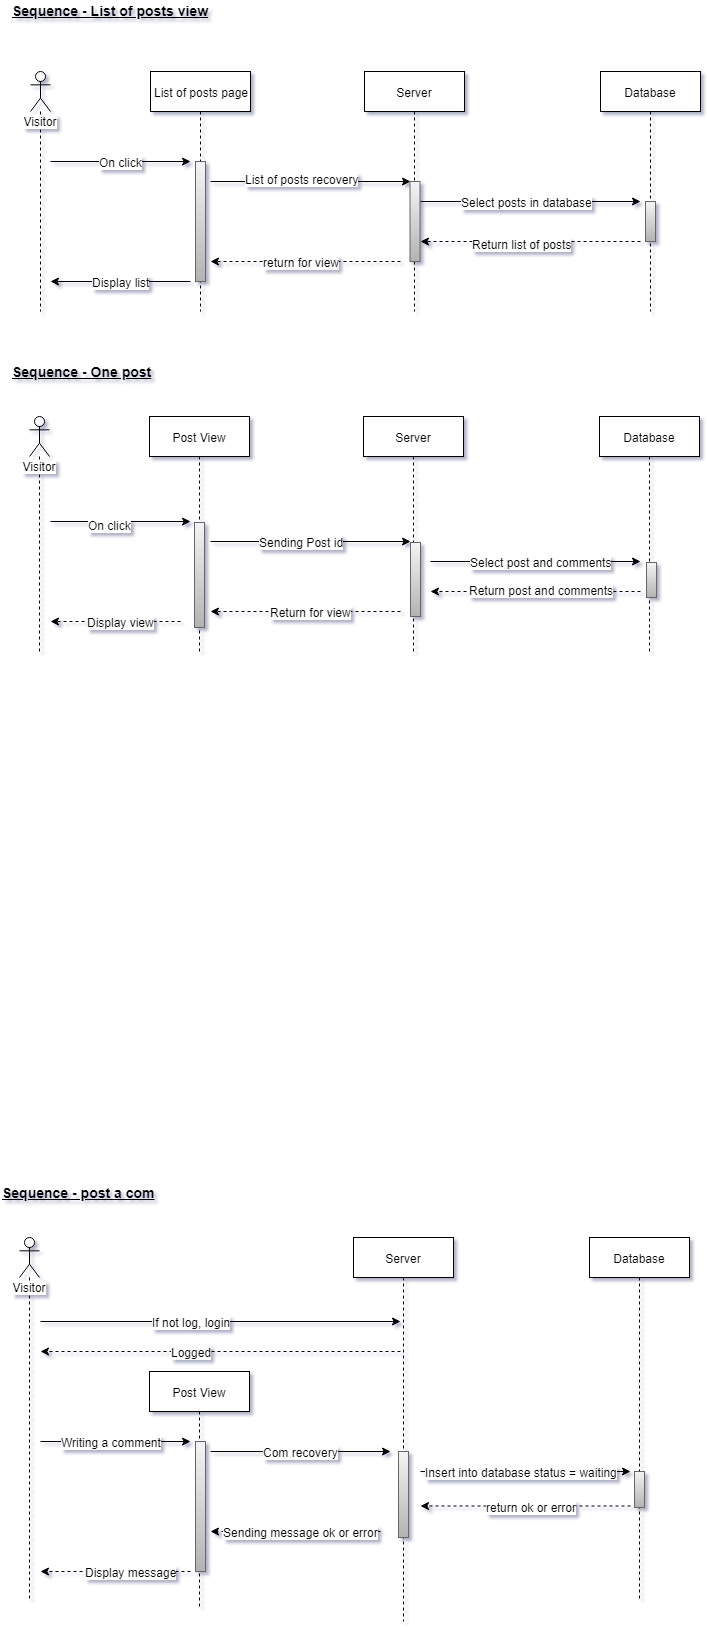 Sequence - List of posts view
List of posts page
Server
Database
Visitor
On click
List of posts recovery
Select posts in database
Return list of posts
return for view
Display list
Sequence - One post
Post View
Server
Database
Visitor
On click
Sending Post id
Select post and comments
Return post and comments
Return for view
Display view
Sequence - post a com
Server
Database
Visitor
If not log, login
Logged
Post View
Writing a comment
Com recovery
Insert into database status = waiting
return ok or error
Sending message ok or error
Display message